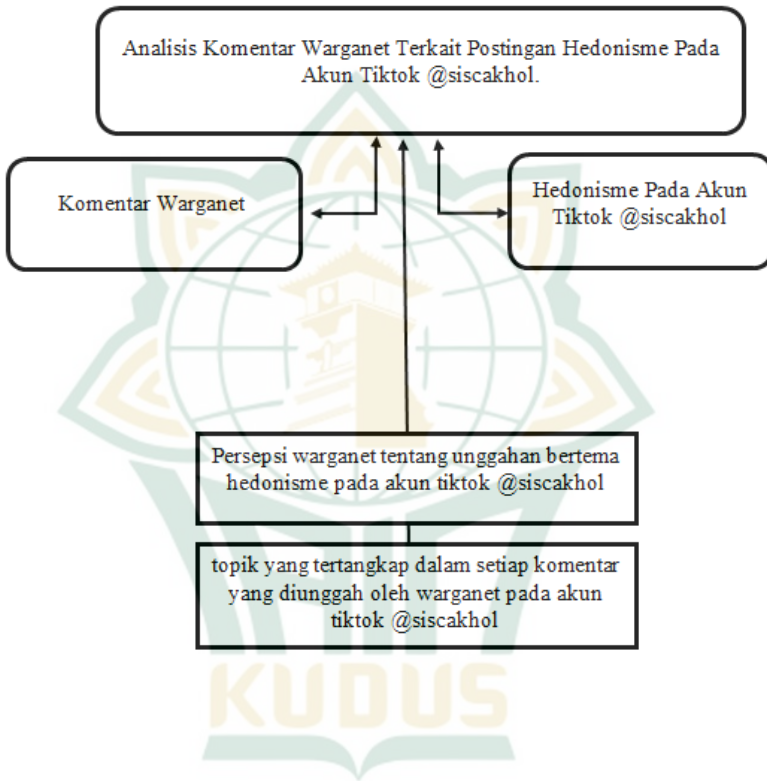 Analisis Komentar Warganet Terkait Postingan Hedonisme Pada
Akun Tiktok @siscakhol.
Komentar Warganet
Hedonisme Pada Akun
Tiktok @siscakhol
Persepsi warganet tentang unggahan bertema
hedonisme pada akun tiktok @siscakhol
topik yang tertangkap dalam setiap komentar
yang diunggah oleh warganet pada akun
tiktok @siscakhol
IAIN
KUDUS